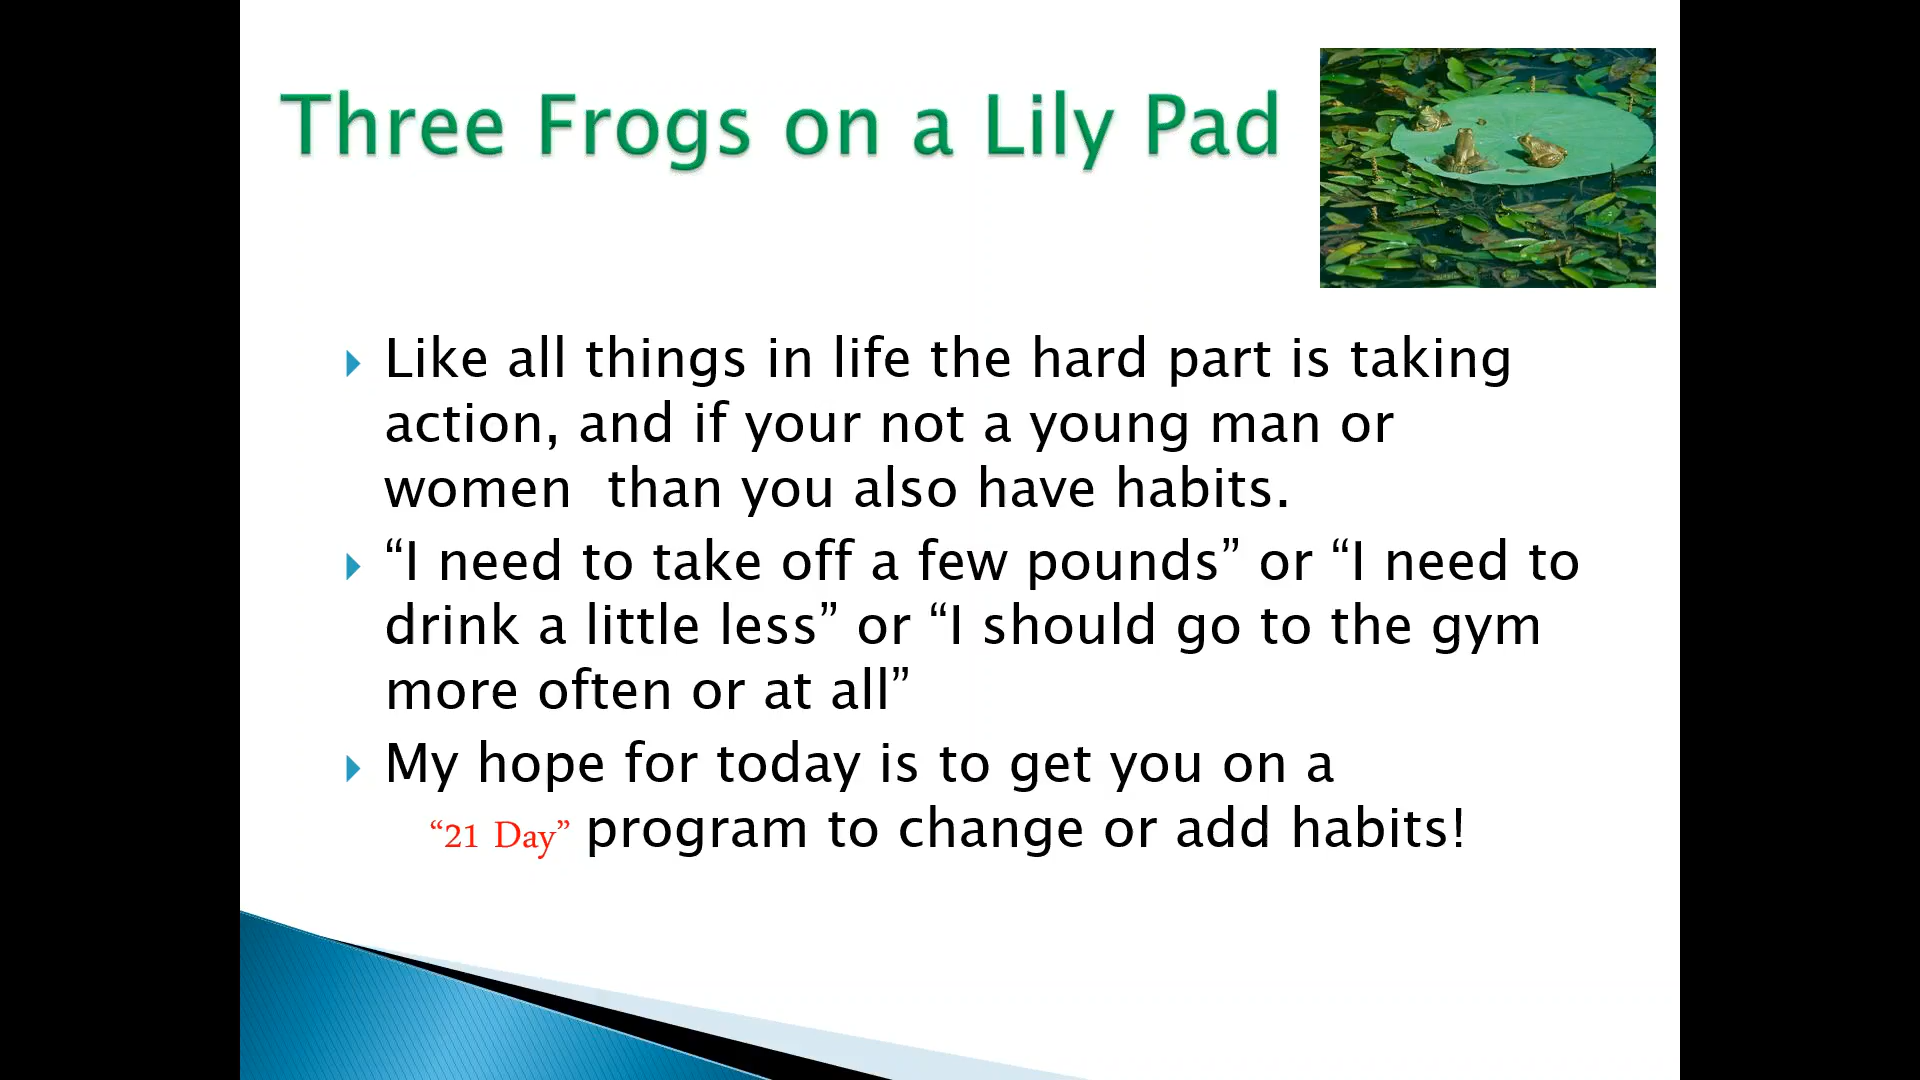 Three Frogs on a Lily Pad
Like all things in life the hard part is taking
action, and if your not a young man or
women  than you also have habits.
“I need to take off a few pounds” or “I need to
drink a little less” or “I should go to the gym
more often or at all”
My hope for today is to get you on a
“21 Day” program to change or add habits!